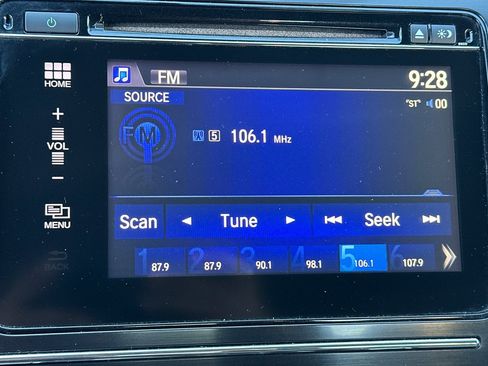 FM 9:28
HOME
SOURCE
"ST" 00
+
VOL
−
FM 5 106.1 MHz
MENU
Scan Tune Seek
BACK
1 2 3 4 5 6
87.9 87.9 90.1 98.1 106.1 107.9